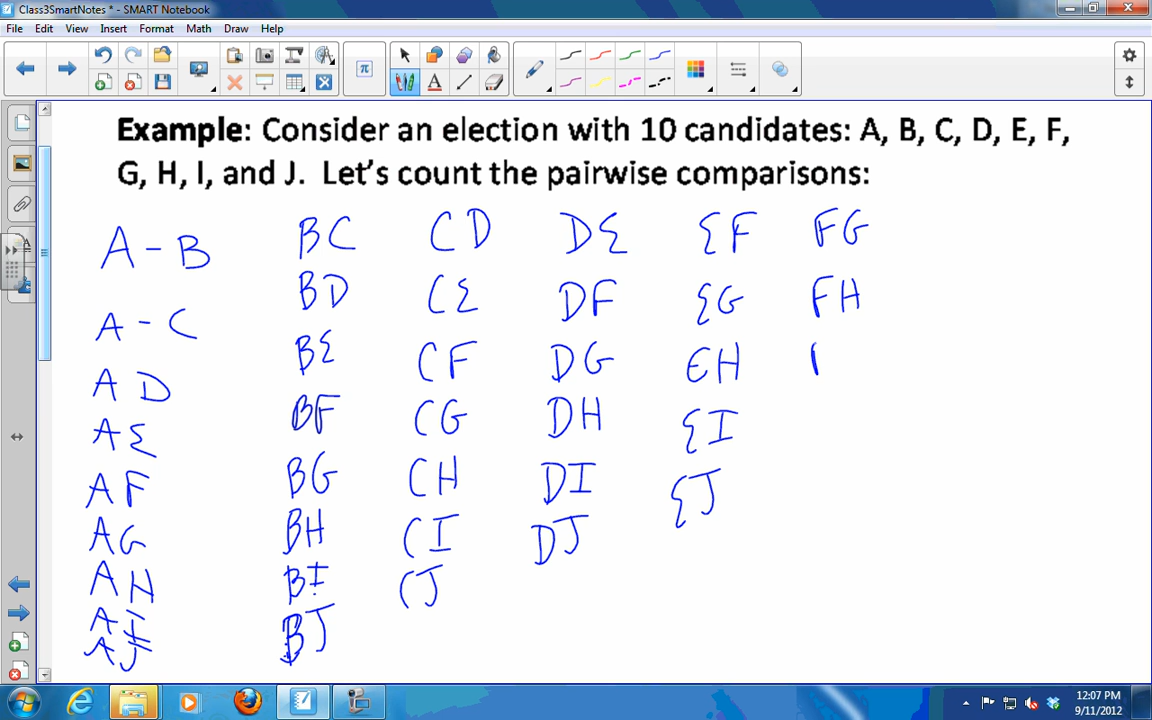 Class3SmartNotes * - SMART Notebook
File Edit View Insert Format Math Draw Help
π
A
Example: Consider an election with 10 candidates: A, B, C, D, E, F,
G, H, I, and J. Let's count the pairwise comparisons:
A - B BC CD DE EF FG
A - C BD CE DF EG FH
A D BE CF DG EH
A E BF CG DH EI
A F BG CH DI EJ
A G BH CI DJ
A H BI CJ
A I BJ
A J
12:07 PM
9/11/2012